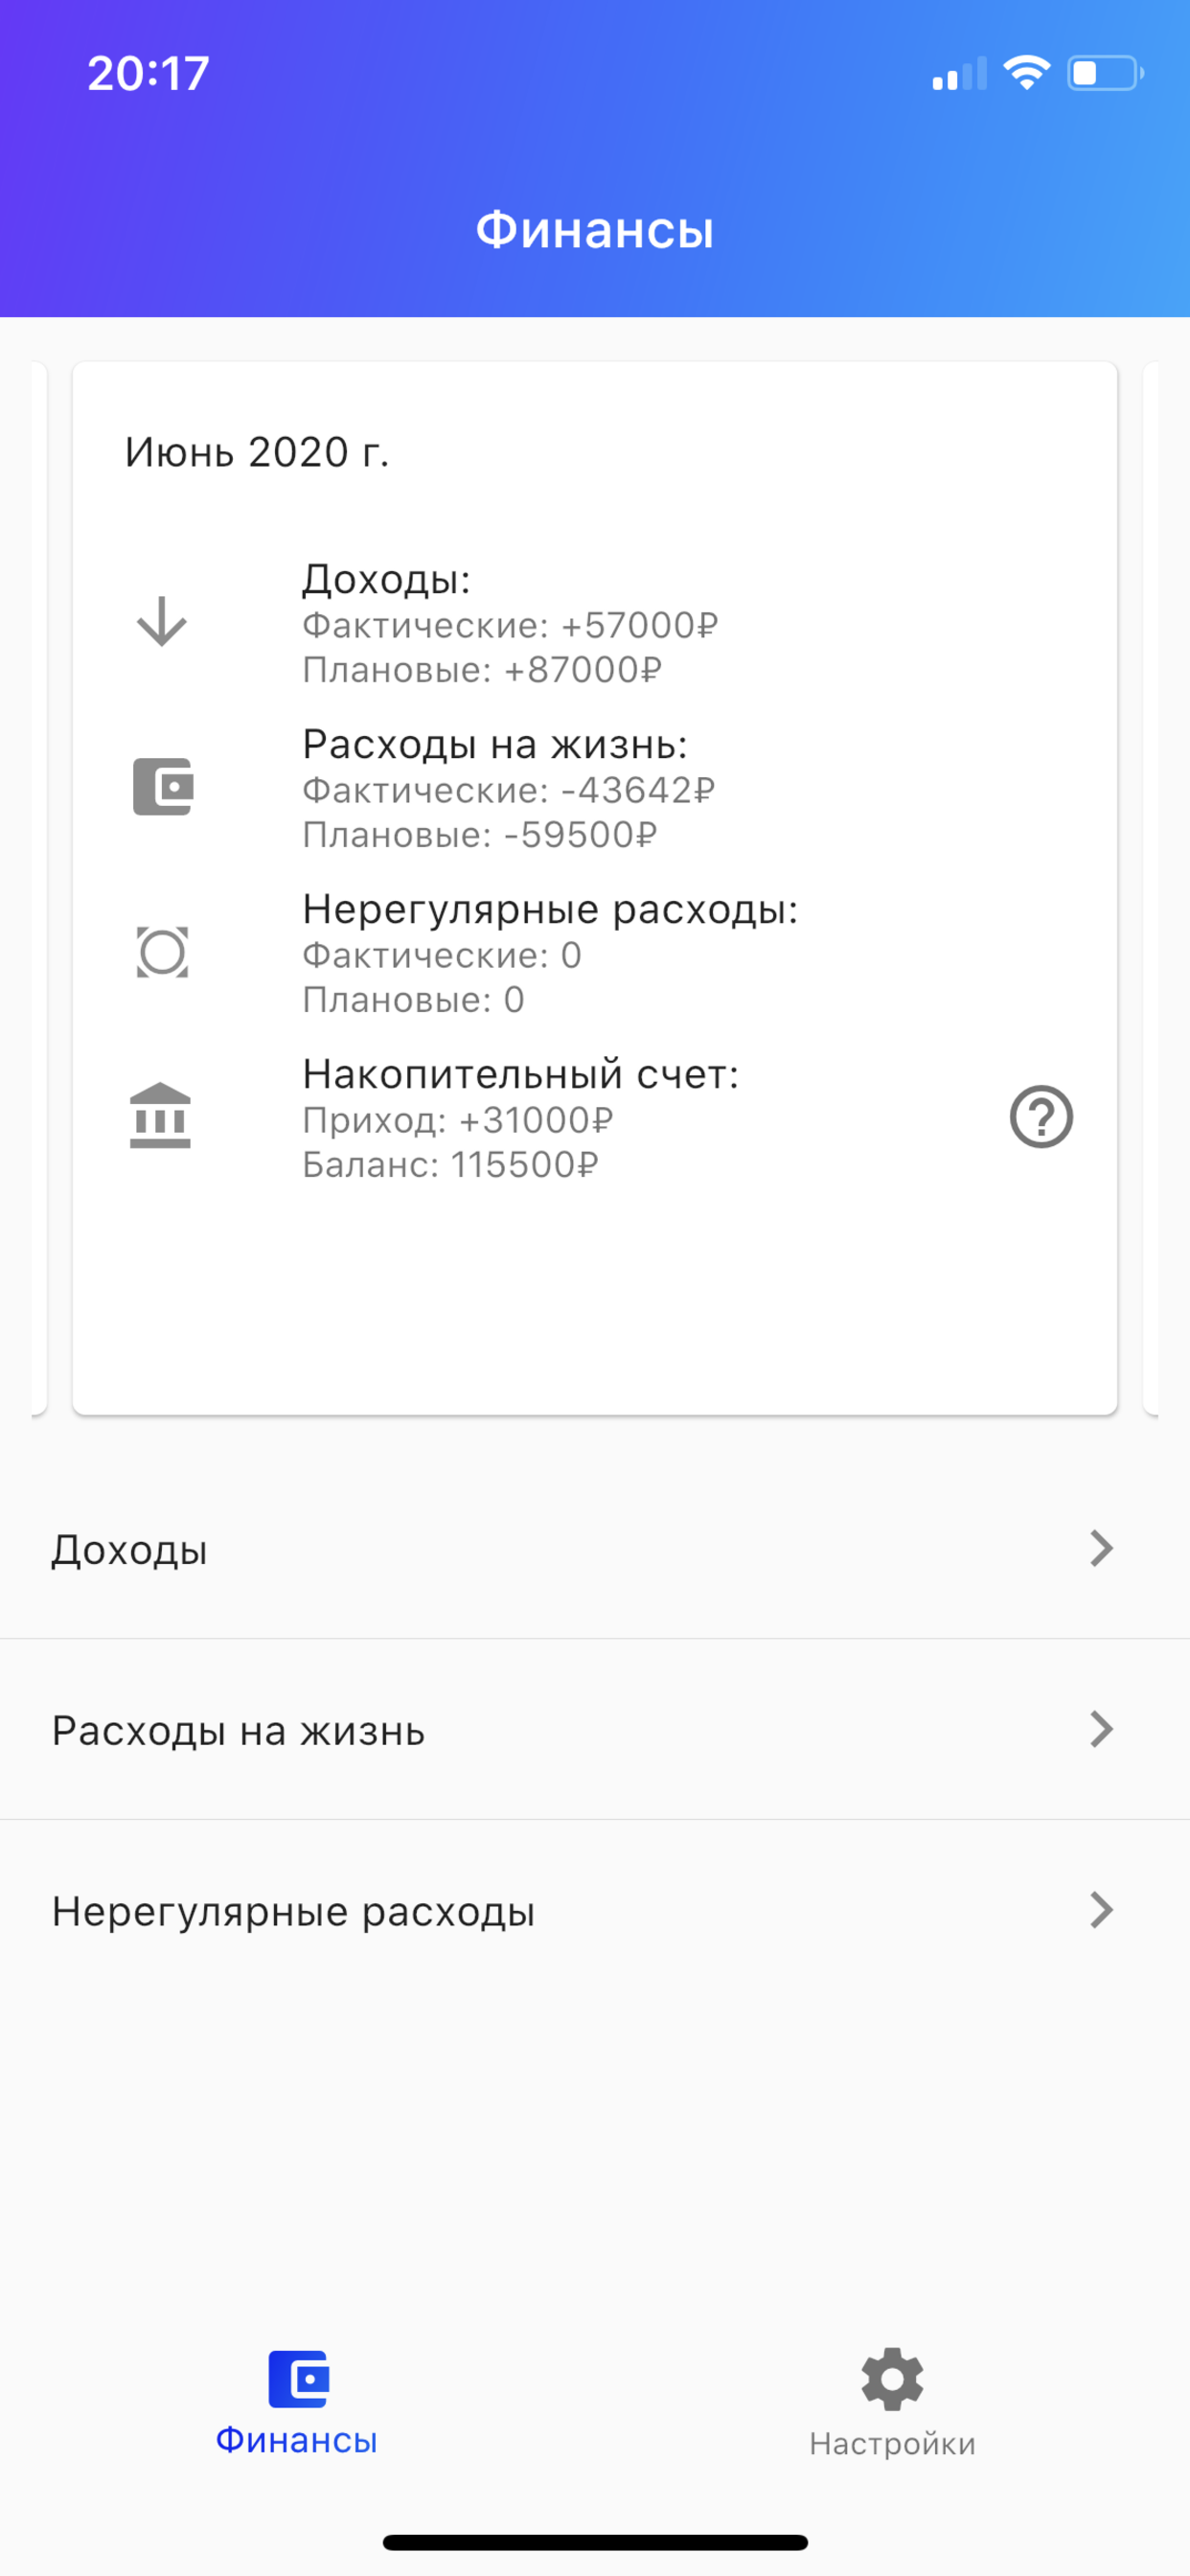 20:17
Финансы
Июнь 2020 г.
Доходы:
Фактические: +57000₽
Плановые: +87000₽
Расходы на жизнь:
Фактические: -43642₽
Плановые: -59500₽
Нерегулярные расходы:
Фактические: 0
Плановые: 0
Накопительный счет:
Приход: +31000₽
Баланс: 115500₽
Доходы
Расходы на жизнь
Нерегулярные расходы
Финансы
Настройки